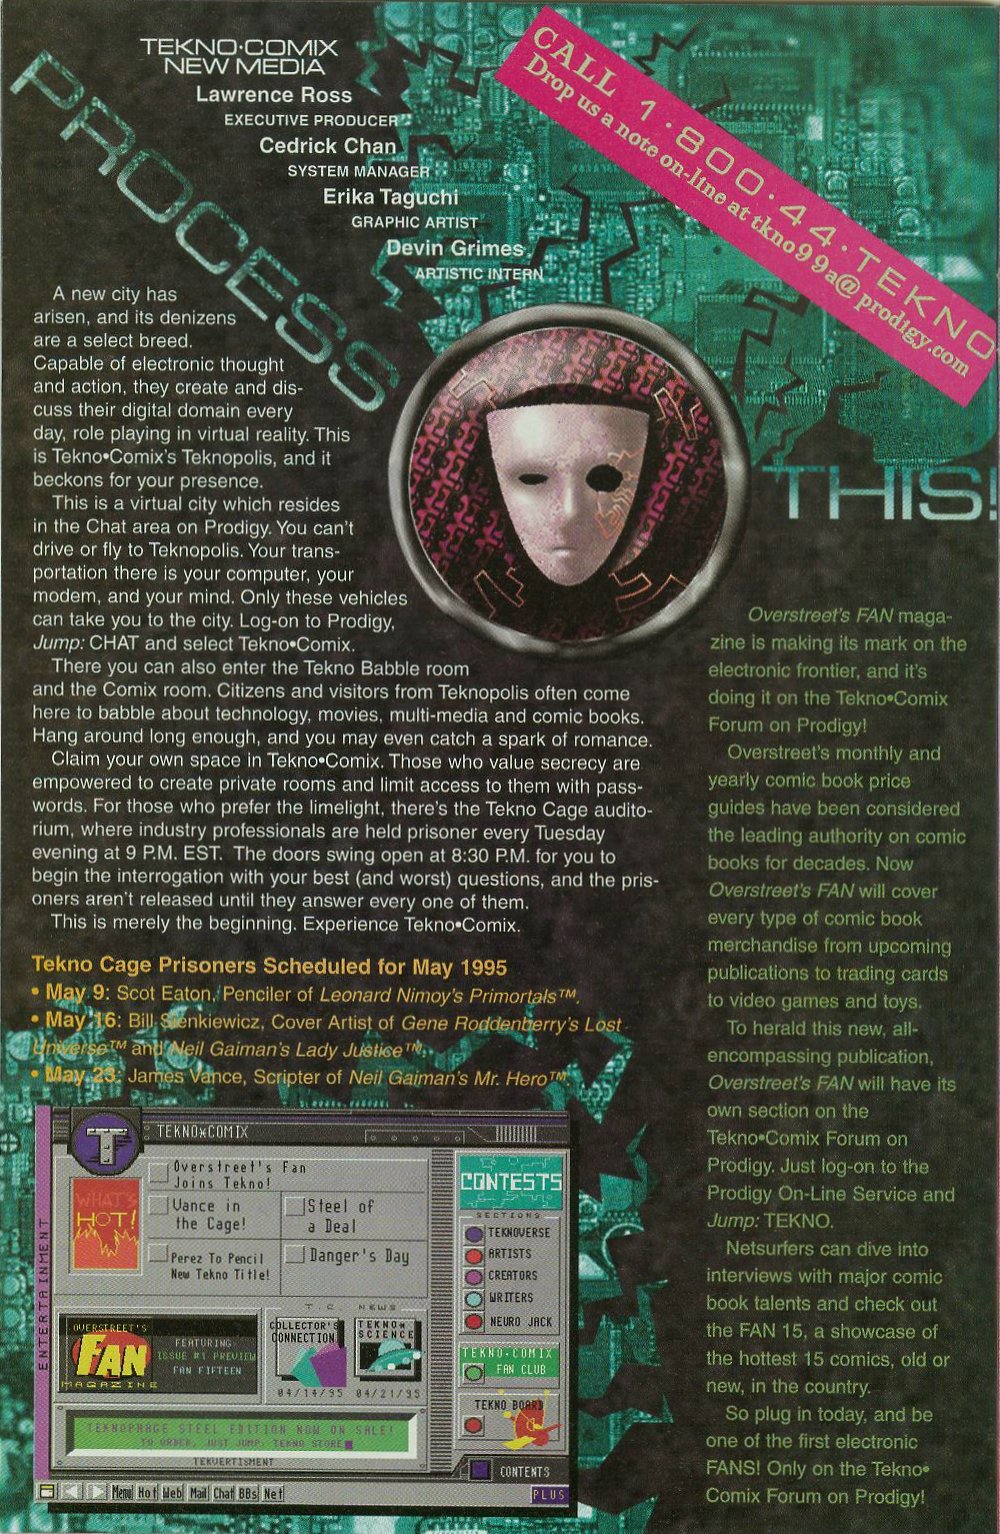 PROCESS
THIS!
TEKNO•COMIX
NEW MEDIA
Lawrence Ross
EXECUTIVE PRODUCER
Cedrick Chan
SYSTEM MANAGER
Erika Taguchi
GRAPHIC ARTIST
Devin Grimes
ARTISTIC INTERN
CALL 1•800•44•TEKNO
Drop us a note on-line at tkno99a@prodigy.com
A new city has
arisen, and its denizens
are a select breed.
Capable of electronic thought
and action, they create and dis-
cuss their digital domain every
day, role playing in virtual reality. This
is Tekno•Comix's Teknopolis, and it
beckons for your presence.
This is a virtual city which resides
in the Chat area on Prodigy. You can't
drive or fly to Teknopolis. Your trans-
portation there is your computer, your
modem, and your mind. Only these vehicles
can take you to the city. Log-on to Prodigy,
Jump: CHAT and select Tekno•Comix.
There you can also enter the Tekno Babble room
and the Comix room. Citizens and visitors from Teknopolis often come
here to babble about technology, movies, multi-media and comic books.
Hang around long enough, and you may even catch a spark of romance.
Claim your own space in Tekno•Comix. Those who value secrecy are
empowered to create private rooms and limit access to them with pass-
words. For those who prefer the limelight, there's the Tekno Cage audito-
rium, where industry professionals are held prisoner every Tuesday
evening at 9 P.M. EST. The doors swing open at 8:30 P.M. for you to
begin the interrogation with your best (and worst) questions, and the pris-
oners aren't released until they answer every one of them.
This is merely the beginning. Experience Tekno•Comix.
Tekno Cage Prisoners Scheduled for May 1995
• May 9: Scot Eaton, Penciler of Leonard Nimoy's Primortals™.
• May 16: Bill Sienkiewicz, Cover Artist of Gene Roddenberry's Lost
Universe™ and Neil Gaiman's Lady Justice™.
• May 23: James Vance, Scripter of Neil Gaiman's Mr. Hero™.
Overstreet's FAN maga-
zine is making its mark on the
electronic frontier, and it's
doing it on the Tekno•Comix
Forum on Prodigy!
Overstreet's monthly and
yearly comic book price
guides have been considered
the leading authority on comic
books for decades. Now
Overstreet's FAN will cover
every type of comic book
merchandise from upcoming
publications to trading cards
to video games and toys.
To herald this new, all-
encompassing publication,
Overstreet's FAN will have its
own section on the
Tekno•Comix Forum on
Prodigy. Just log-on to the
Prodigy On-Line Service and
Jump: TEKNO.
Netsurfers can dive into
interviews with major comic
book talents and check out
the FAN 15, a showcase of
the hottest 15 comics, old or
new, in the country.
So plug in today, and be
one of the first electronic
FANS! Only on the Tekno•
Comix Forum on Prodigy!
ENTERTAINMENT
T
TEKNO✶COMIX
WHAT'S
HOT!
Overstreet's Fan
Joins Tekno!
Vance in
the Cage!
Steel of
a Deal
Perez To Pencil
New Tekno Title!
Danger's Day
CONTESTS
SECTIONS
TEKNOVERSE
ARTISTS
CREATORS
WRITERS
NEURO JACK
TEKNO•COMIX
FAN CLUB
TEKNO BOARD
OVERSTREET'S
FAN
MAGAZINE
FEATURING
ISSUE #1 PREVIEW
FAN FIFTEEN
T.C. NEWS
COLLECTOR'S
CONNECTION
04/14/95
TEKNO✶
SCIENCE
04/21/95
TEKNOPHAGE STEEL EDITION NOW ON SALE!
TO ORDER, JUST JUMP: TEKNO STORE
TEKVERTISMENT
CONTENTS
Menu Hot Web Mail Chat BBs Net
PLUS